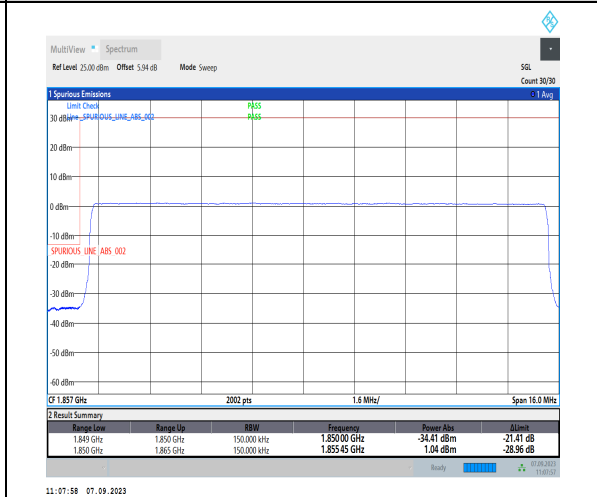 MultiView Spectrum
Ref Level 25.00 dBm Offset 5.94 dB Mode Sweep SGL
Count 30/30
1 Spurious Emissions 1 Avg
Limit Check PASS
30 dBm Line _SPURIOUS_LINE_ABS_002 PASS
20 dBm
10 dBm
0 dBm
-10 dBm
SPURIOUS_LINE_ABS_002
-20 dBm
-30 dBm
-40 dBm
-50 dBm
-60 dBm
CF 1.857 GHz 2002 pts 1.6 MHz/ Span 16.0 MHz
2 Result Summary
Range Low Range Up RBW Frequency Power Abs ΔLimit
1.849 GHz 1.850 GHz 150.000 kHz 1.85000 GHz -34.41 dBm -21.41 dB
1.850 GHz 1.865 GHz 150.000 kHz 1.85545 GHz 1.04 dBm -28.96 dB
Ready 07.09.2023
11:07:57
11:07:58 07.09.2023